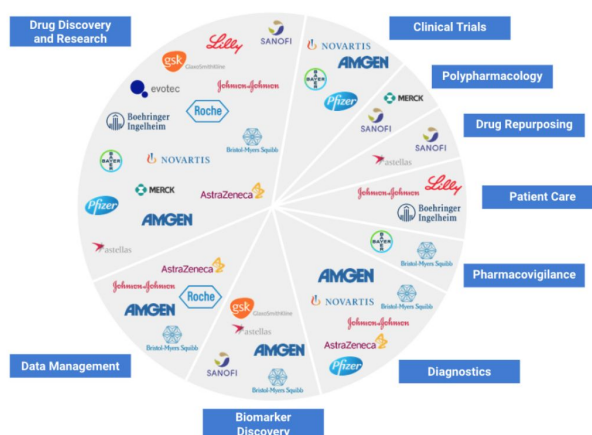 Drug Discovery
and Research
Lilly
SANOFI
gsk
GlaxoSmithKline
evotec
Johnson&Johnson
Boehringer
Ingelheim
Roche
Bristol-Myers Squibb
BAYER
NOVARTIS
MERCK
Pfizer
AstraZeneca
AMGEN
astellas
Clinical Trials
NOVARTIS
AMGEN
BAYER
Pfizer
Polypharmacology
MERCK
SANOFI
Drug Repurposing
SANOFI
astellas
Patient Care
Johnson&Johnson
Lilly
Boehringer
Ingelheim
Pharmacovigilance
BAYER
Bristol-Myers Squibb
Diagnostics
AMGEN
NOVARTIS
Bristol-Myers Squibb
Johnson&Johnson
AstraZeneca
Pfizer
Biomarker
Discovery
gsk
GlaxoSmithKline
astellas
AMGEN
SANOFI
Bristol-Myers Squibb
Data Management
AstraZeneca
Johnson&Johnson
Roche
AMGEN
Bristol-Myers Squibb